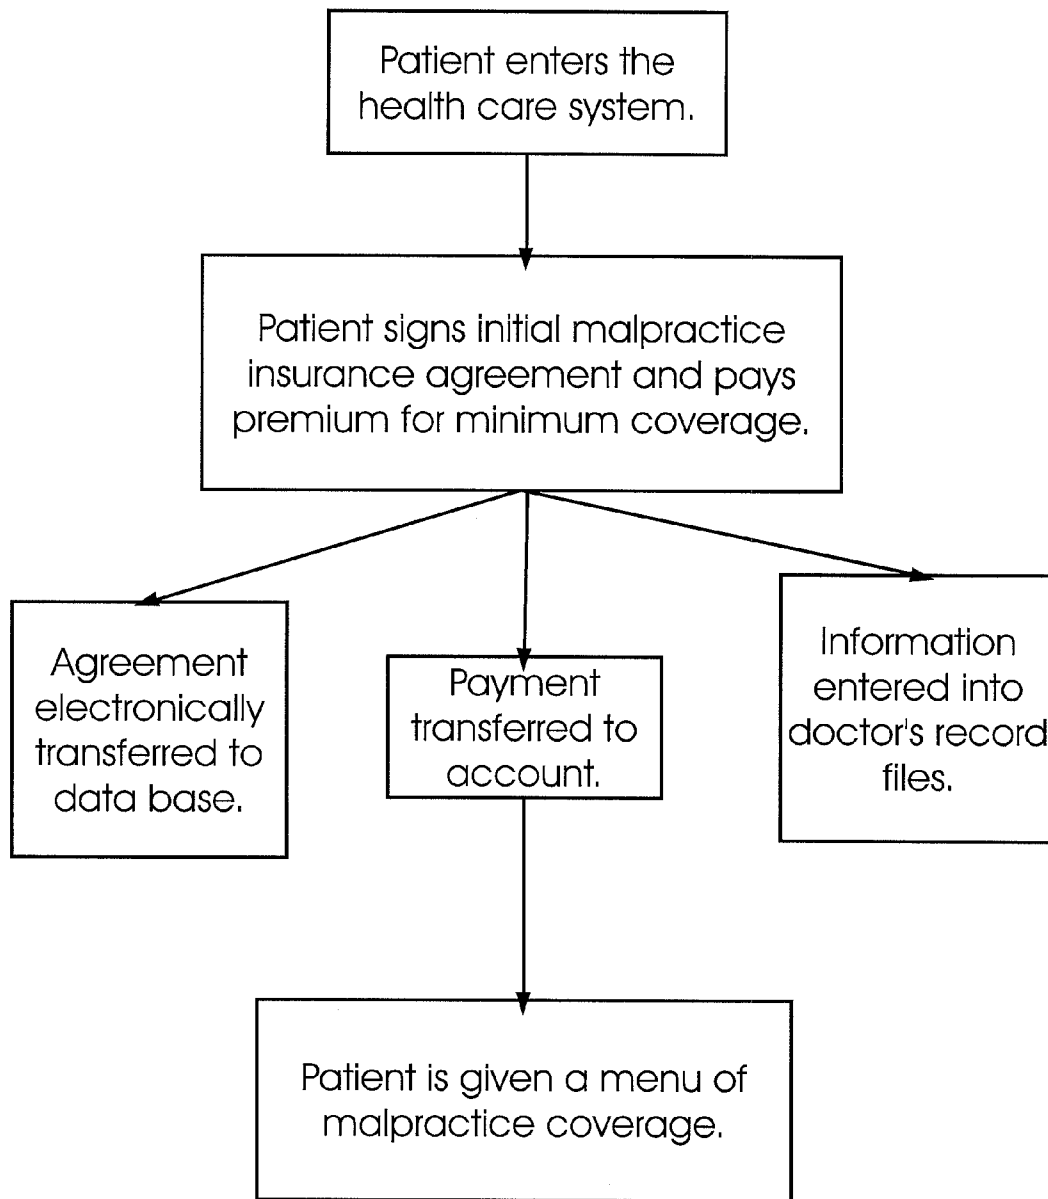 Patient enters the
health care system.
Patient signs initial malpractice
insurance agreement and pays
premium for minimum coverage.
Agreement
electronically
transferred to
data base.
Payment
transferred to
account.
Information
entered into
doctor's record
files.
Patient is given a menu of
malpractice coverage.